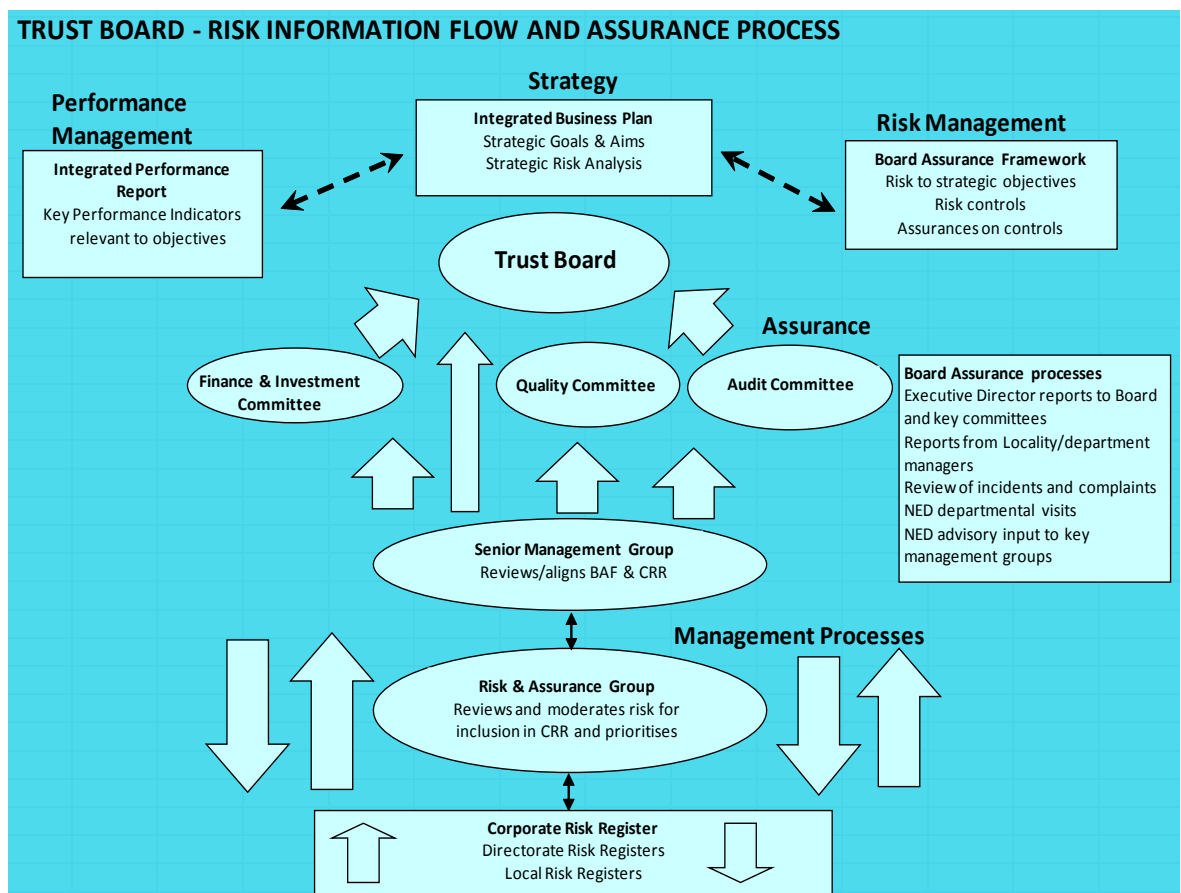 TRUST BOARD - RISK INFORMATION FLOW AND ASSURANCE PROCESS
Strategy
Performance
Management
Integrated Business Plan
Strategic Goals & Aims
Strategic Risk Analysis
Risk Management
Integrated Performance
Report
Key Performance Indicators
relevant to objectives
Board Assurance Framework
Risk to strategic objectives
Risk controls
Assurances on controls
Trust Board
Assurance
Finance & Investment
Committee
Quality Committee
Audit Committee
Board Assurance processes
Executive Director reports to Board
and key committees
Reports from Locality/department
managers
Review of incidents and complaints
NED departmental visits
NED advisory input to key
management groups
Senior Management Group
Reviews/aligns BAF & CRR
Management Processes
Risk & Assurance Group
Reviews and moderates risk for
inclusion in CRR and prioritises
Corporate Risk Register
Directorate Risk Registers
Local Risk Registers